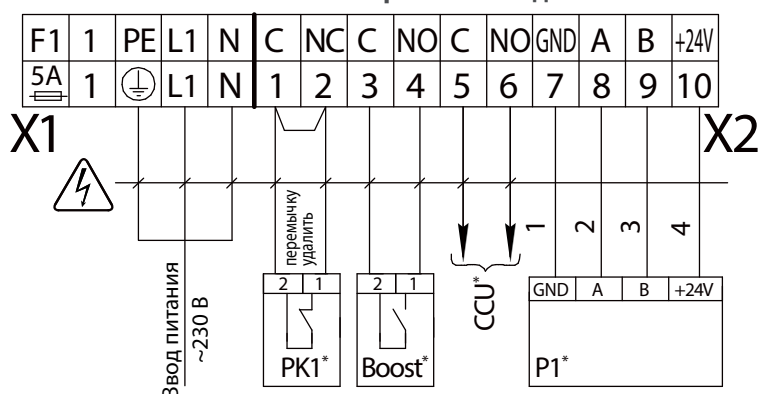 F1 1 PE L1 N C NC C NO C NO GND A B +24V
5A 1 L1 N 1 2 3 4 5 6 7 8 9 10
X1 X2
перемычку
удалить
1 2 3 4
Ввод питания
~230 В
2 1
PK1*
2 1
Boost*
CCU*
GND A B +24V
P1*